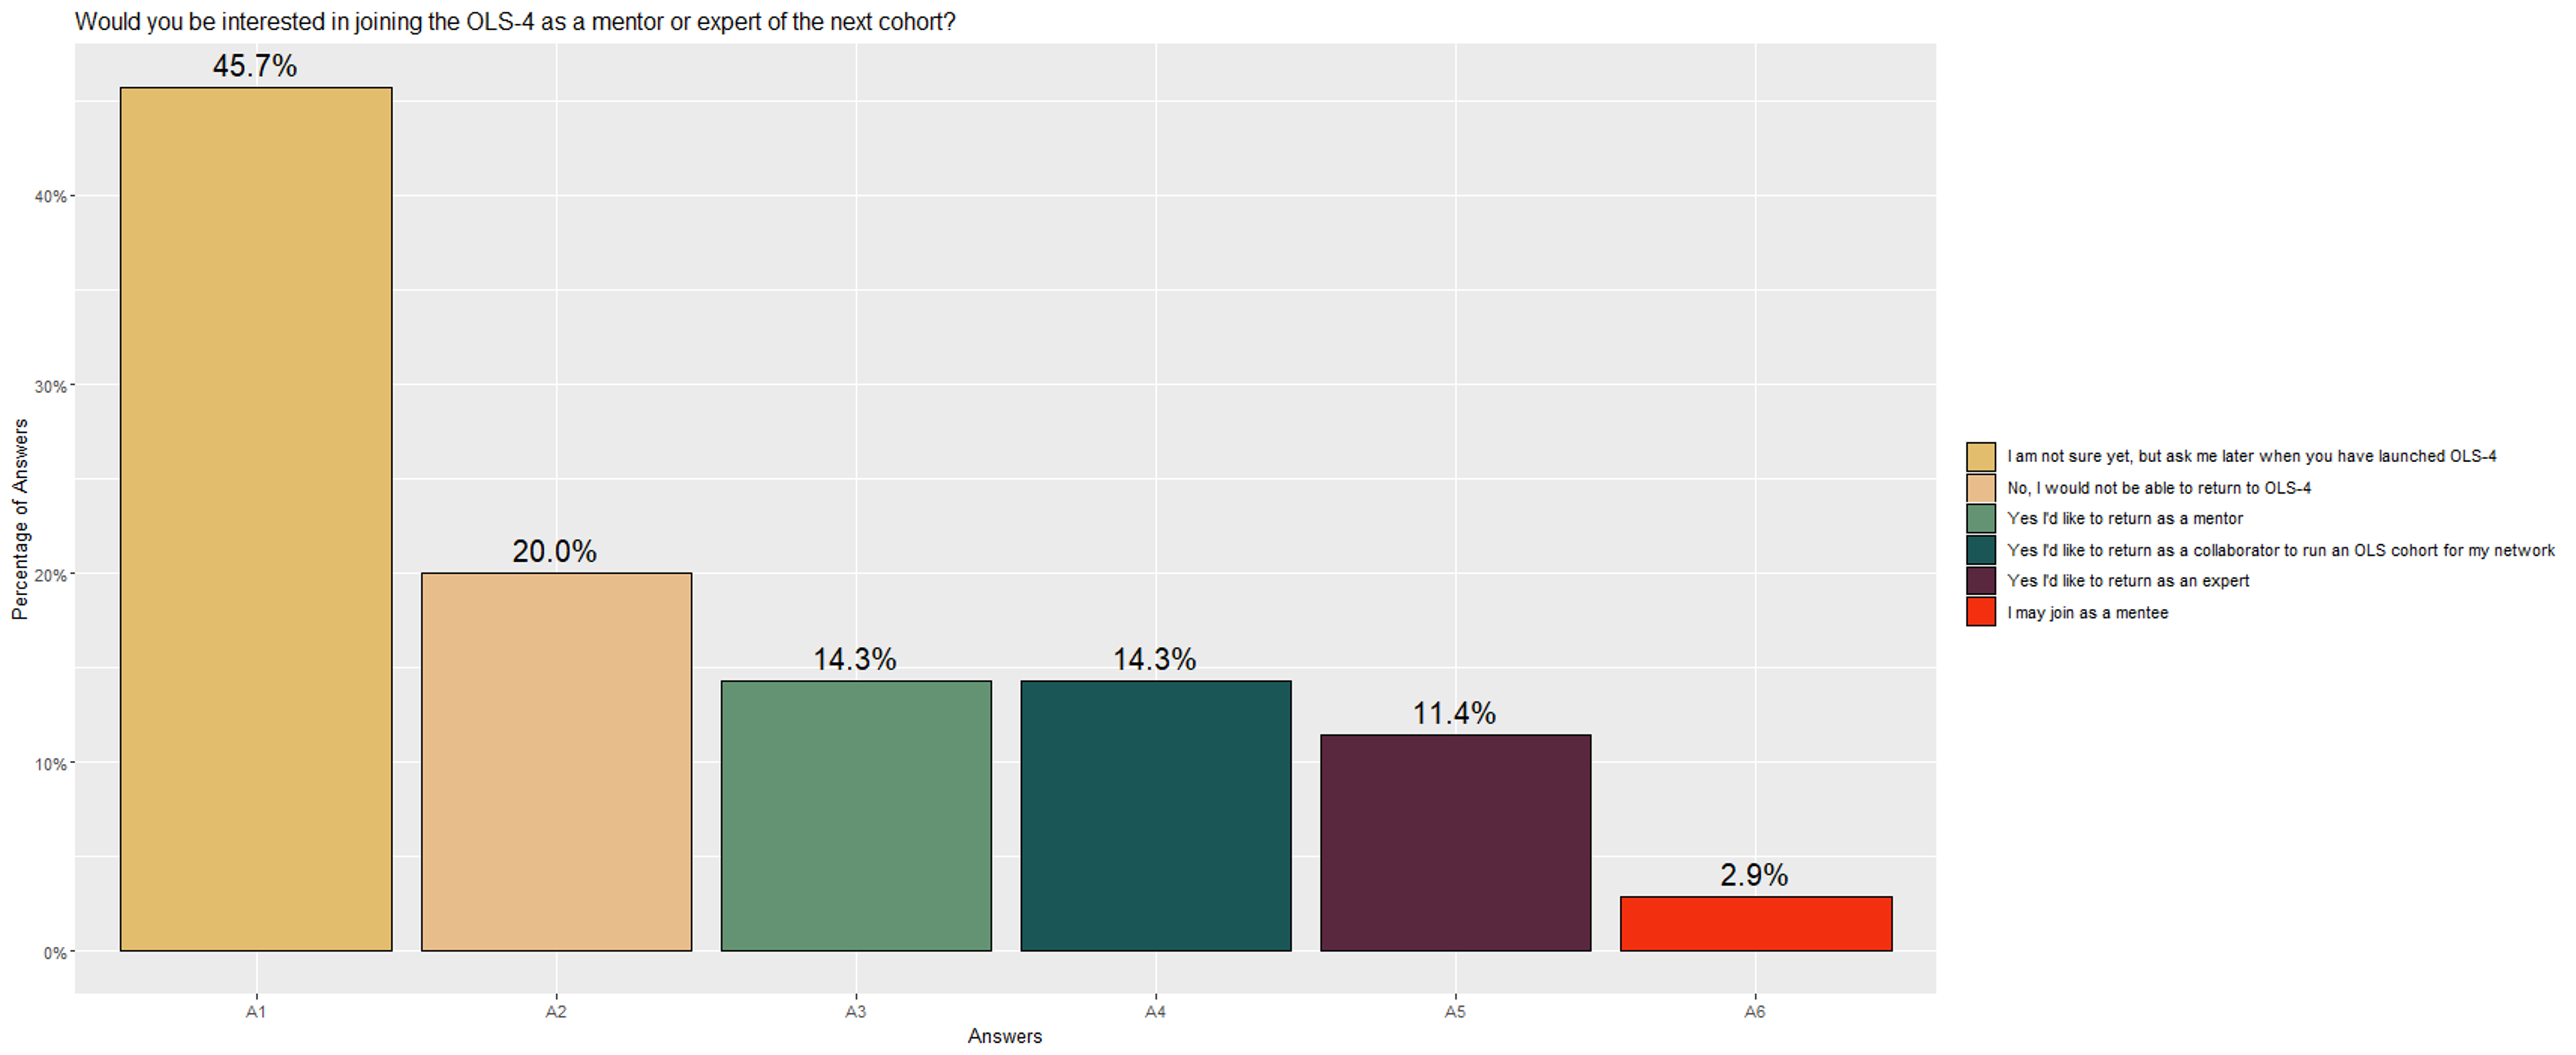 Would you be interested in joining the OLS-4 as a mentor or expert of the next cohort?
45.7%
20.0%
14.3%
14.3%
11.4%
2.9%
40%
30%
20%
10%
0%
Percentage of Answers
A1 A2 A3 A4 A5 A6
Answers
I am not sure yet, but ask me later when you have launched OLS-4
No, I would not be able to return to OLS-4
Yes I'd like to return as a mentor
Yes I'd like to return as a collaborator to run an OLS cohort for my network
Yes I'd like to return as an expert
I may join as a mentee